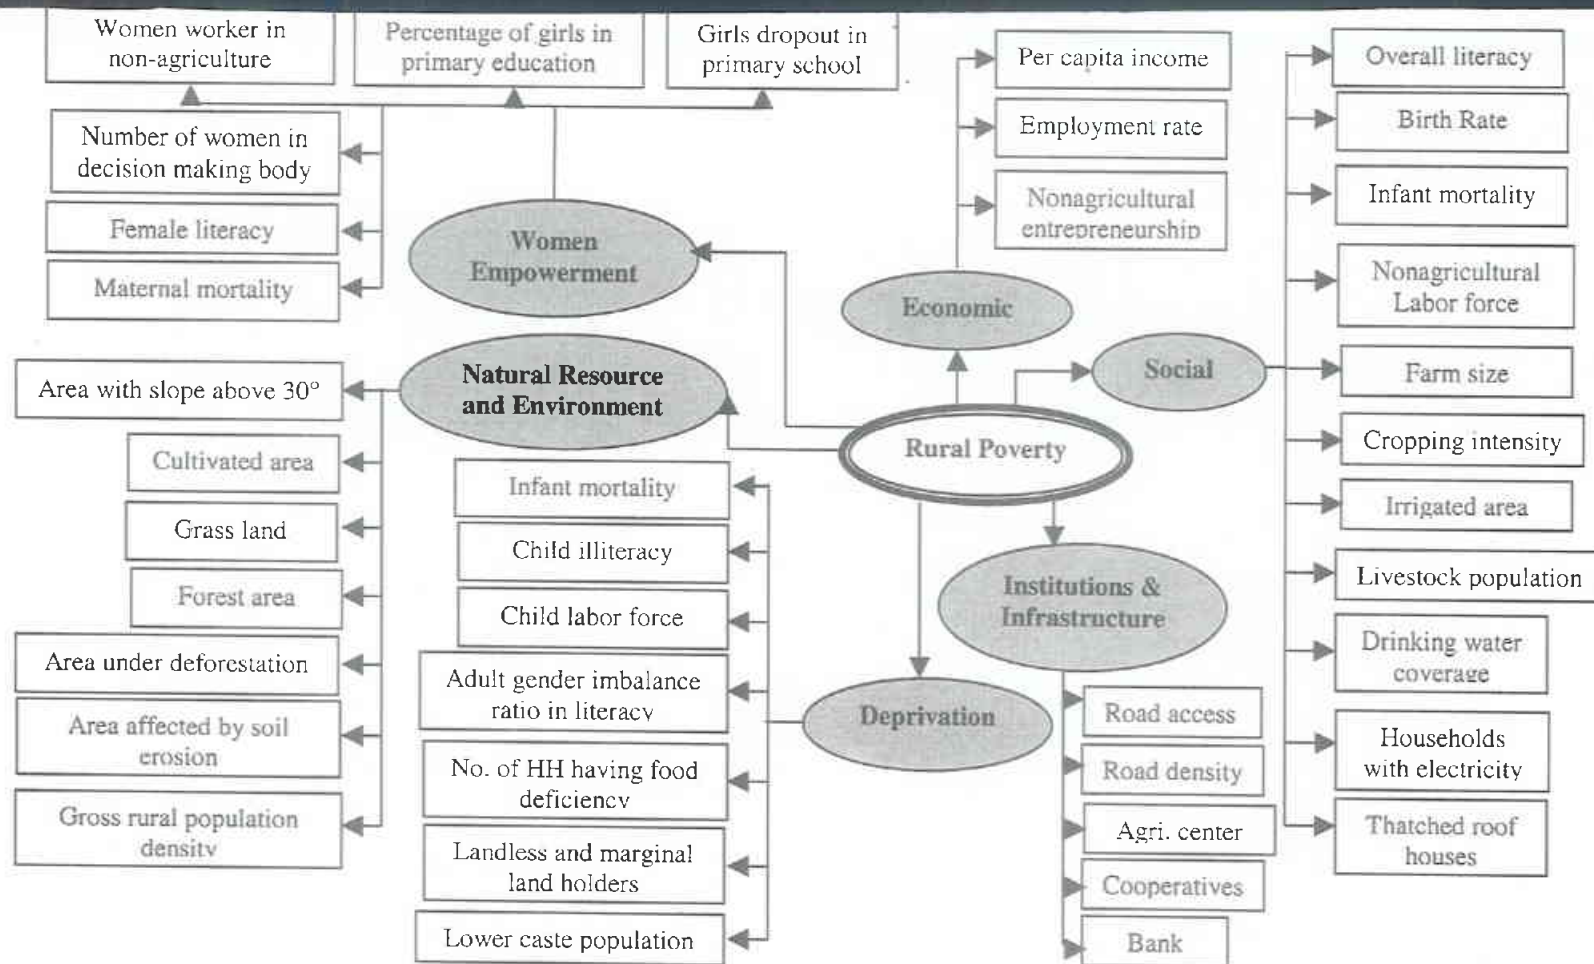 Women worker in
non-agriculture
Percentage of girls in
primary education
Girls dropout in
primary school
Number of women in
decision making body
Female literacy
Maternal mortality
Women
Empowerment
Per capita income
Employment rate
Nonagricultural
entrepreneurship
Economic
Overall literacy
Birth Rate
Infant mortality
Nonagricultural
Labor force
Farm size
Cropping intensity
Irrigated area
Livestock population
Drinking water
coverage
Households
with electricity
Thatched roof
houses
Social
Natural Resource
and Environment
Area with slope above 30°
Cultivated area
Grass land
Forest area
Area under deforestation
Area affected by soil
erosion
Gross rural population
density
Rural Poverty
Infant mortality
Child illiteracy
Child labor force
Adult gender imbalance
ratio in literacy
No. of HH having food
deficiency
Landless and marginal
land holders
Lower caste population
Deprivation
Institutions &
Infrastructure
Road access
Road density
Agri. center
Cooperatives
Bank